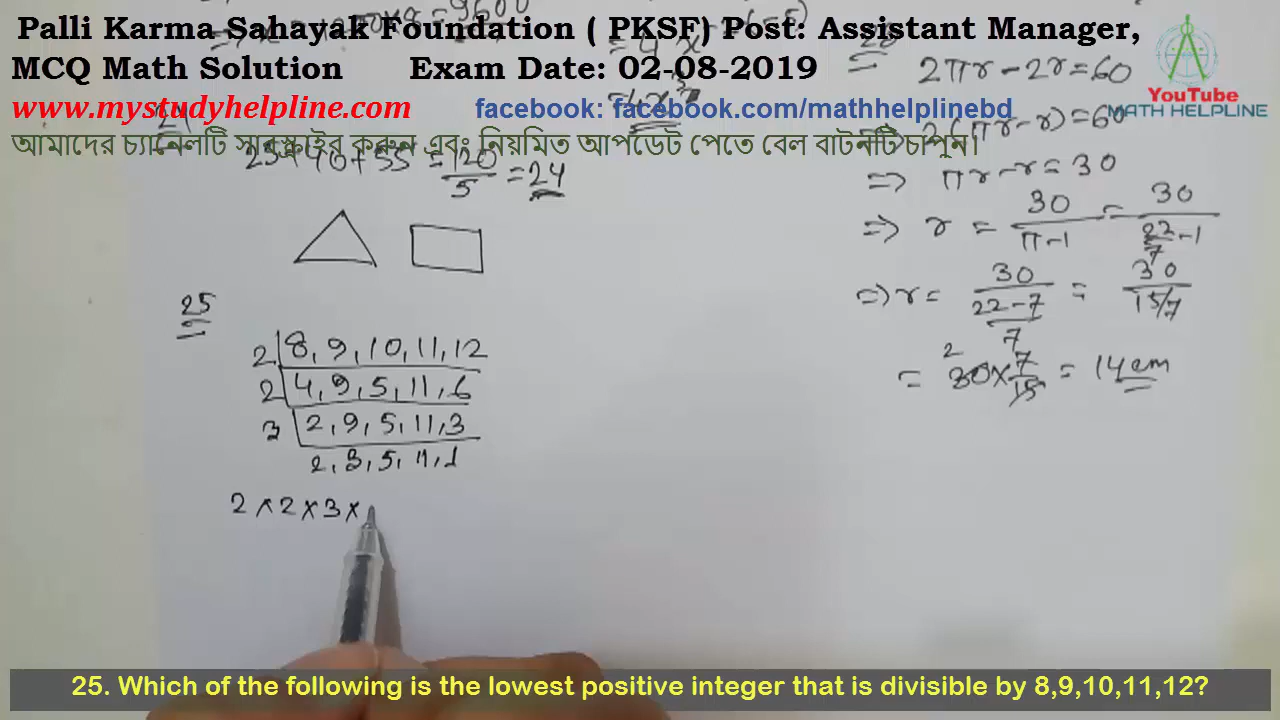 Palli Karma Sahayak Foundation ( PKSF) Post: Assistant Manager,
MCQ Math Solution Exam Date: 02-08-2019
www.mystudyhelpline.com facebook: facebook.com/mathhelplinebd
YouTube
MATH HELPLINE
আমাদের চ্যানেলটি সাবস্ক্রাইব করুন এবং নিয়মিত আপডেট পেতে বেল বাটনটি চাপুন।
= 120/5 = 24
25
2 | 8, 9, 10, 11, 12
2 | 4, 9, 5, 11, 6
3 | 2, 9, 5, 11, 3
2, 3, 5, 11, 1
2 × 2 × 3 ×
2πr - 2r = 60
πr - r = 30
=> r = 30/(π-1) = 30/(22/7 - 1)
=> r = 30/((22-7)/7) = 30/(15/7)
= 30 × 7/15 = 14 cm
25. Which of the following is the lowest positive integer that is divisible by 8,9,10,11,12?